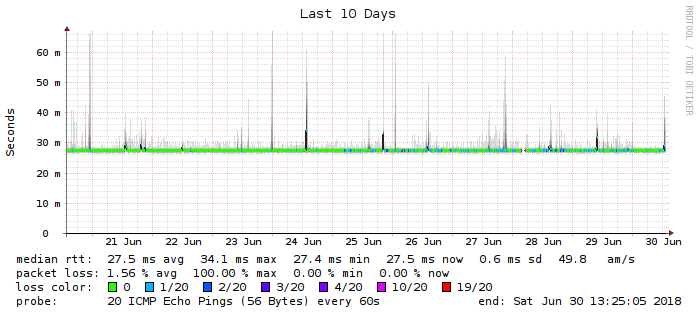 Last 10 Days
RRDTOOL / TOBI OETIKER
Seconds
60 m
50 m
40 m
30 m
20 m
10 m
0
21 Jun 22 Jun 23 Jun 24 Jun 25 Jun 26 Jun 27 Jun 28 Jun 29 Jun 30 Jun
median rtt: 27.5 ms avg 34.1 ms max 27.4 ms min 27.5 ms now 0.6 ms sd 49.8 am/s
packet loss: 1.56 % avg 100.00 % max 0.00 % min 0.00 % now
loss color: 0 1/20 2/20 3/20 4/20 10/20 19/20
probe: 20 ICMP Echo Pings (56 Bytes) every 60s end: Sat Jun 30 13:25:05 2018